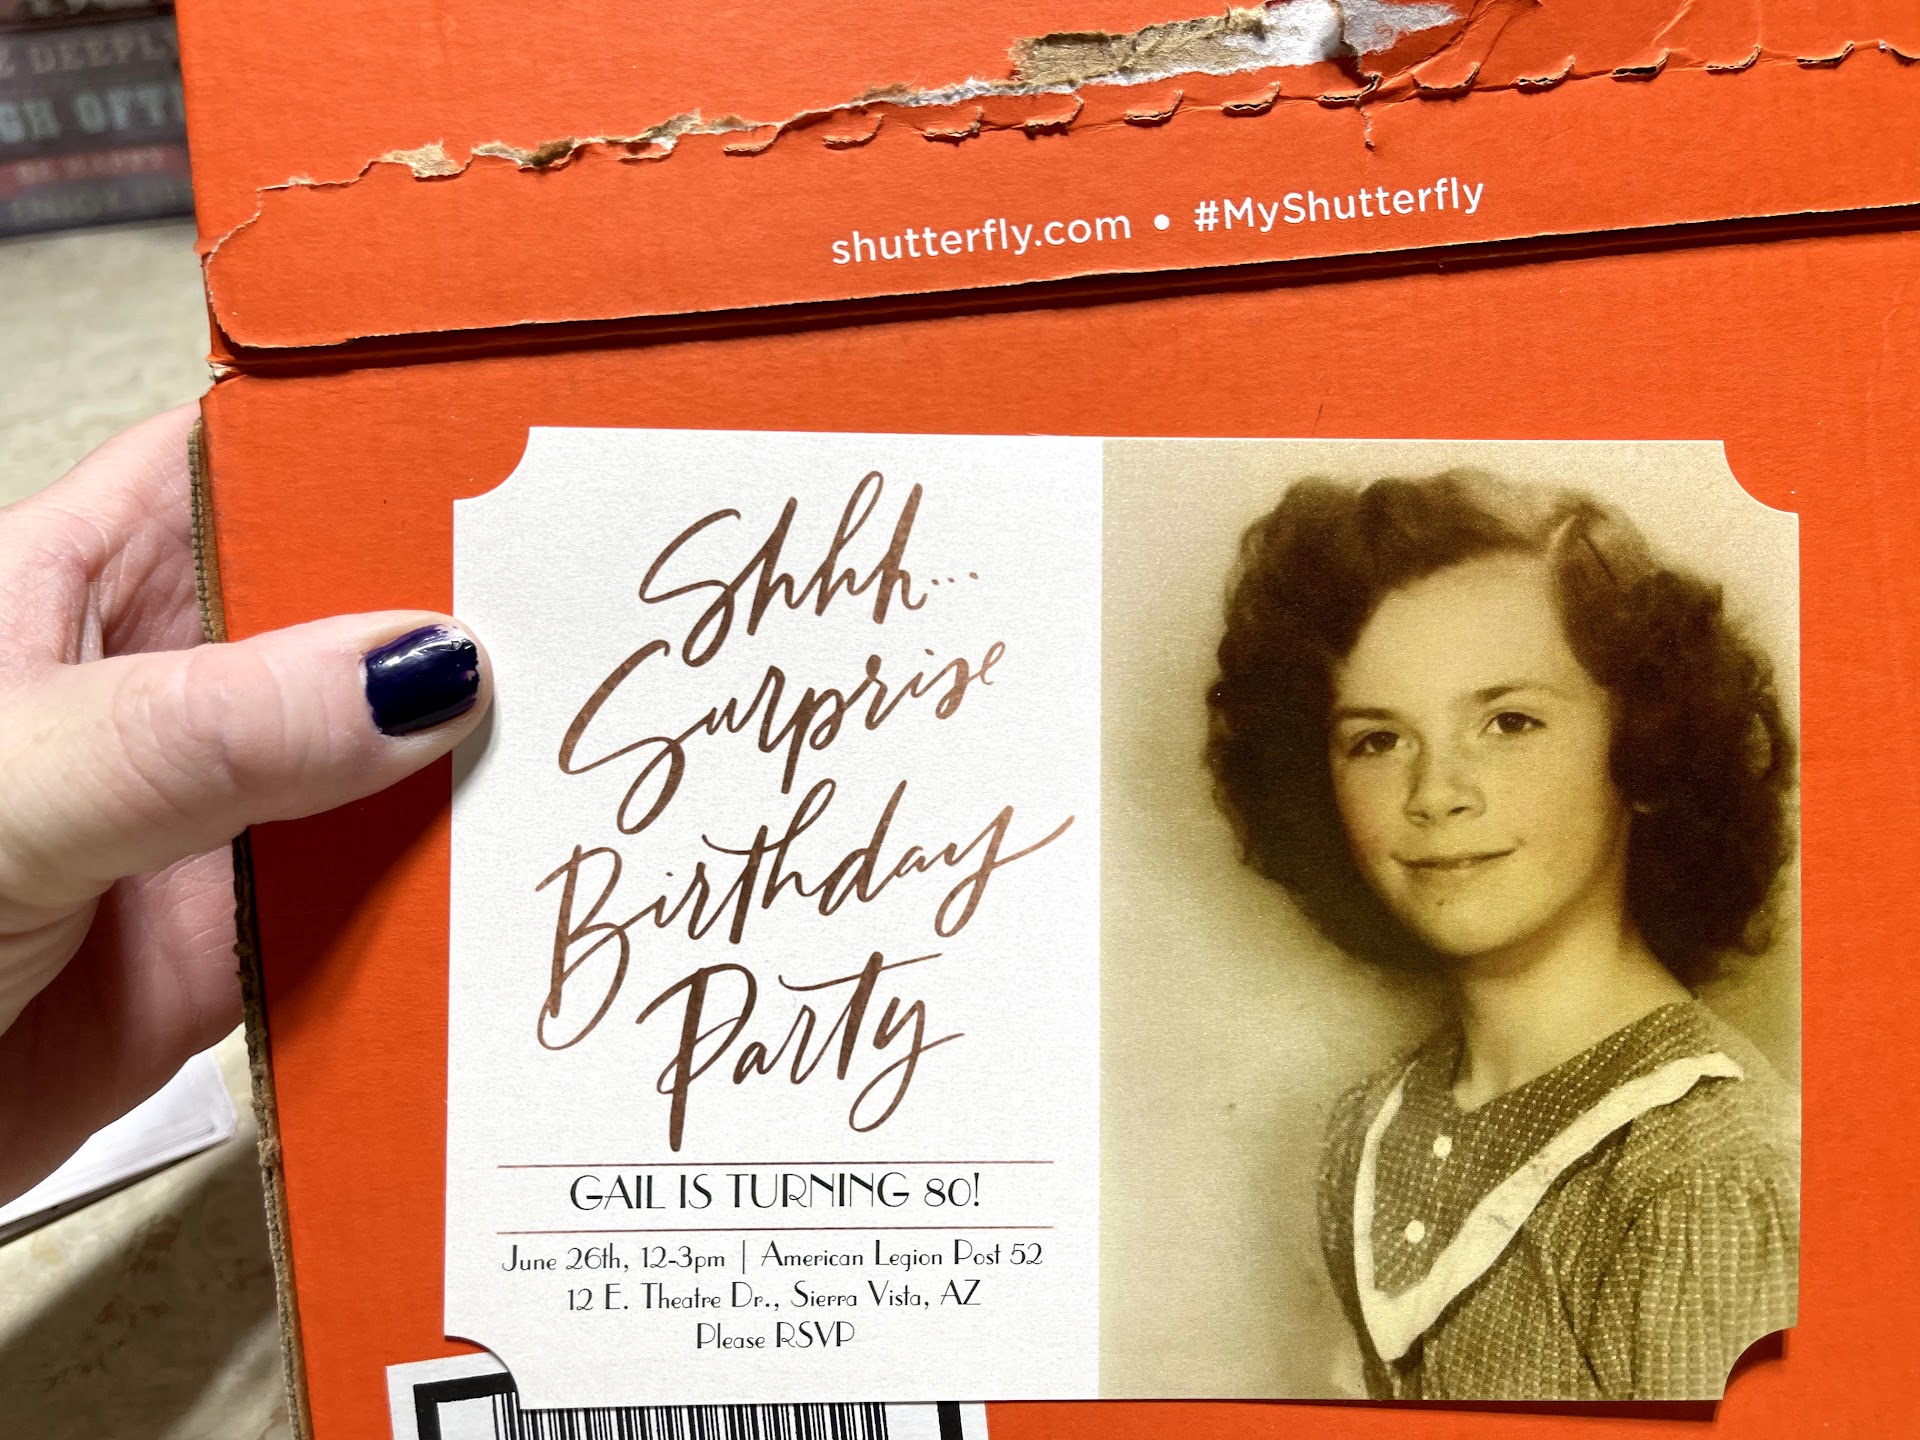 DEEPLY
shutterfly.com • #MyShutterfly
Shhh...
Surprise
Birthday
Party
GAIL IS TURNING 80!
June 26th, 12-3pm | American Legion Post 52
12 E. Theatre Dr., Sierra Vista, AZ
Please RSVP